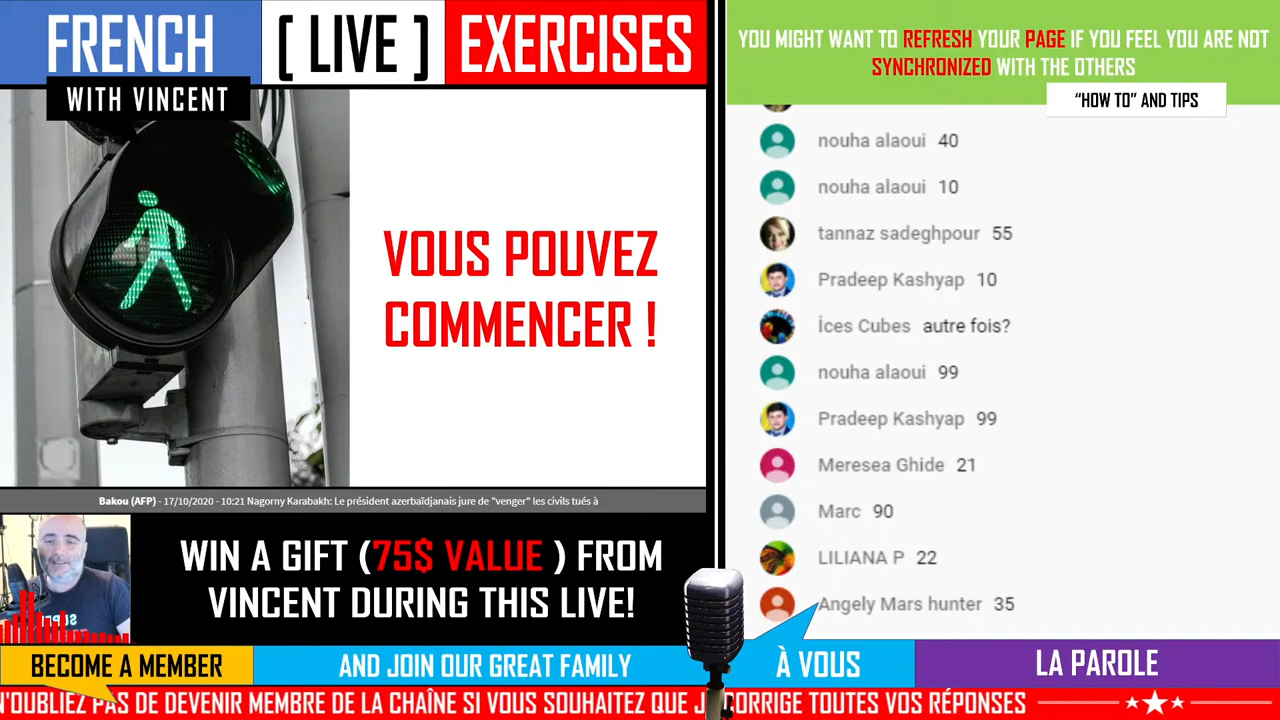 FRENCH
[ LIVE ]
EXERCISES
WITH VINCENT
VOUS POUVEZ
COMMENCER !
Bakou (AFP) - 17/10/2020 - 10:21 Nagorny Karabakh: Le président azerbaïdjanais jure de "venger" les civils tués à
WIN A GIFT (75$ VALUE ) FROM
VINCENT DURING THIS LIVE!
BECOME A MEMBER
AND JOIN OUR GREAT FAMILY
YOU MIGHT WANT TO REFRESH YOUR PAGE IF YOU FEEL YOU ARE NOT
SYNCHRONIZED WITH THE OTHERS
"HOW TO" AND TIPS
nouha alaoui 40
nouha alaoui 10
tannaz sadeghpour 55
Pradeep Kashyap 10
İces Cubes autre fois?
nouha alaoui 99
Pradeep Kashyap 99
Meresea Ghide 21
Marc 90
LILIANA P 22
Angely Mars hunter 35
À VOUS
LA PAROLE
N'OUBLIEZ PAS DE DEVENIR MEMBRE DE LA CHAÎNE SI VOUS SOUHAITEZ QUE TOUTES VOS RÉPONSES